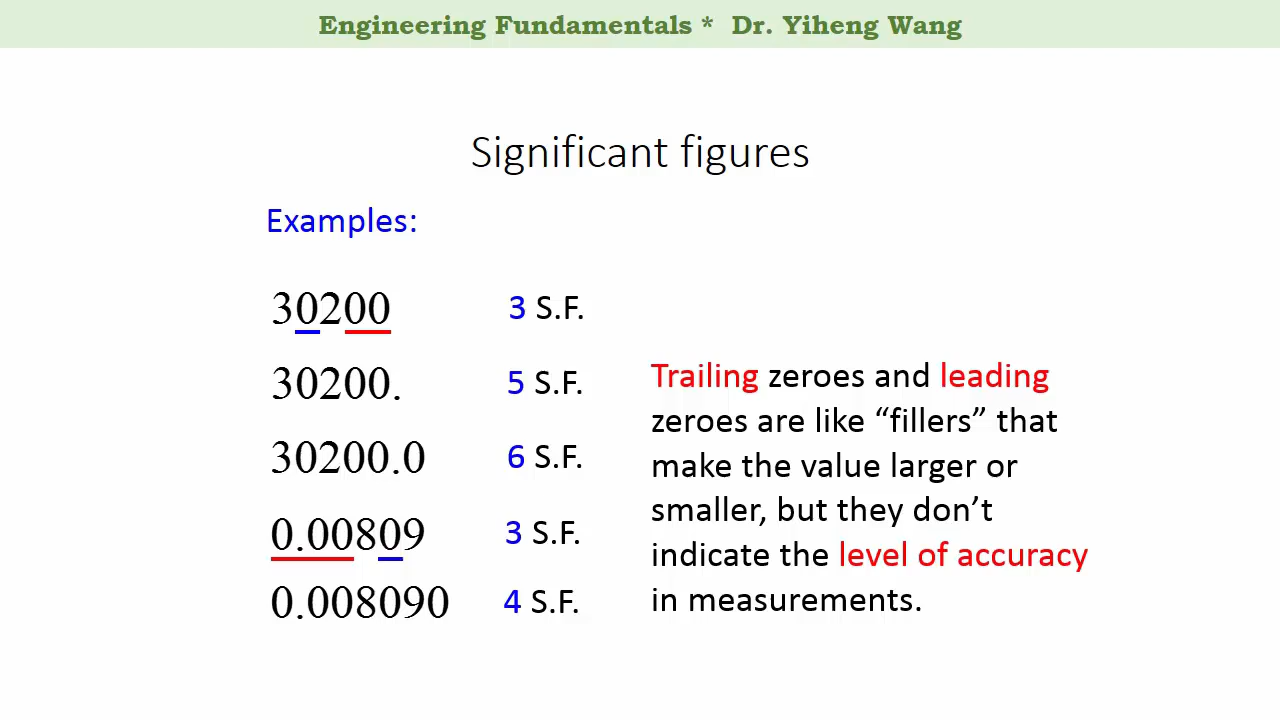 Engineering Fundamentals * Dr. Yiheng Wang
Significant figures
Examples:
30200 3 S.F.
30200. 5 S.F.
30200.0 6 S.F.
0.00809 3 S.F.
0.008090 4 S.F.
Trailing zeroes and leading
zeroes are like “fillers” that
make the value larger or
smaller, but they don’t
indicate the level of accuracy
in measurements.